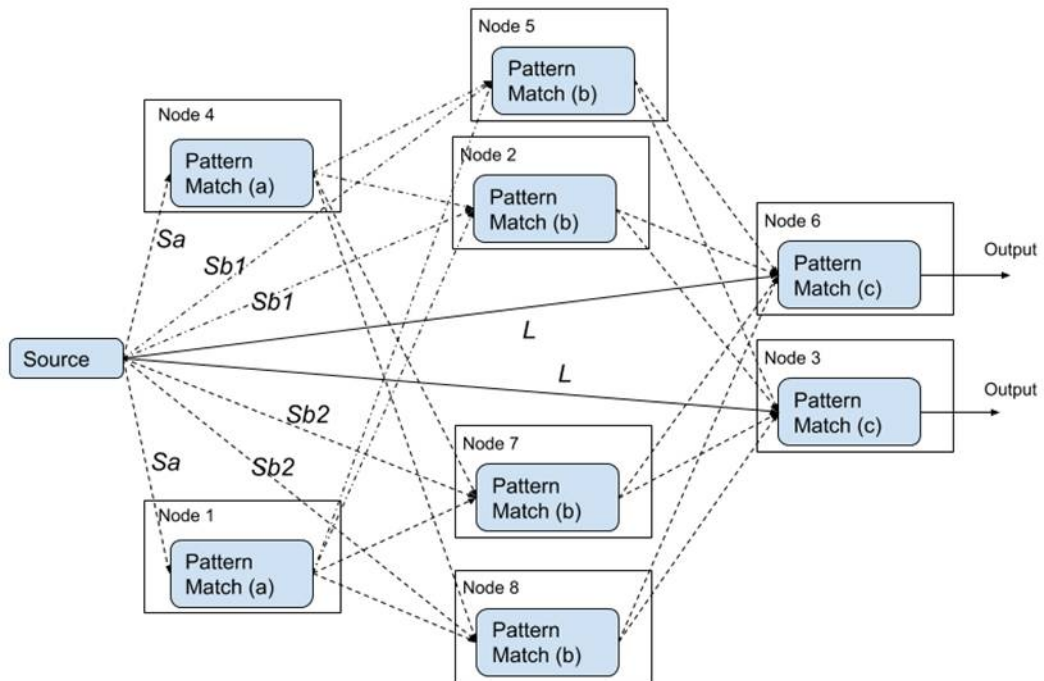 Node 5
Pattern
Match (b)
Node 4
Pattern
Match (a)
Node 2
Pattern
Match (b)
Sa
Sb1
Sb1
Node 6
Pattern
Match (c)
Output
L
Source
L
Node 3
Pattern
Match (c)
Output
Sb2
Sa
Sb2
Node 7
Pattern
Match (b)
Node 1
Pattern
Match (a)
Node 8
Pattern
Match (b)